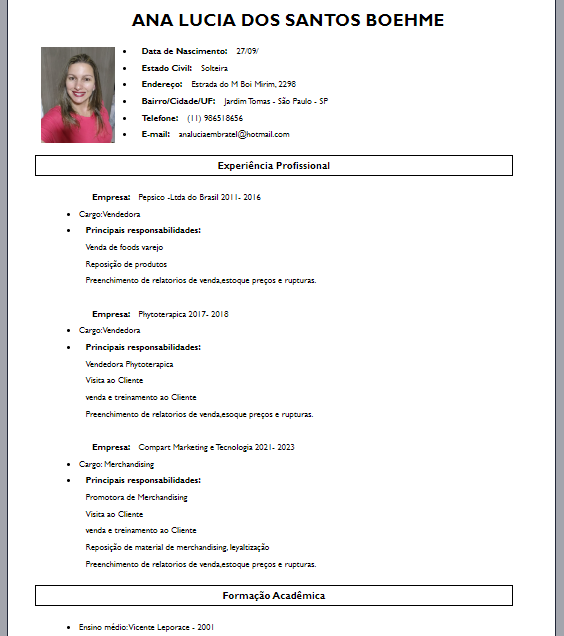 ANA LUCIA DOS SANTOS BOEHME
Data de Nascimento: 27/09/
Estado Civil: Solteira
Endereço: Estrada do M Boi Mirim, 2298
Bairro/Cidade/UF: Jardim Tomas - São Paulo - SP
Telefone: (11) 986518656
E-mail: analuciaembratel@hotmail.com
Experiência Profissional
Empresa: Pepsico -Ltda do Brasil 2011- 2016
Cargo:Vendedora
Principais responsabilidades:
Venda de foods varejo
Reposição de produtos
Preenchimento de relatorios de venda,estoque preços e rupturas.
Empresa: Phytoterapica 2017- 2018
Cargo:Vendedora
Principais responsabilidades:
Vendedora Phytoterapica
Visita ao Cliente
venda e treinamento ao Cliente
Preenchimento de relatorios de venda,esoque preços e rupturas.
Empresa: Compart Marketing e Tecnologia 2021- 2023
Cargo: Merchandising
Principais responsabilidades:
Promotora de Merchandising
Visita ao Cliente
venda e treinamento ao Cliente
Reposição de material de merchandising, leyaltização
Preenchimento de relatorios de venda,estoque preços e rupturas.
Formação Acadêmica
Ensino médio:Vicente Leporace - 2001